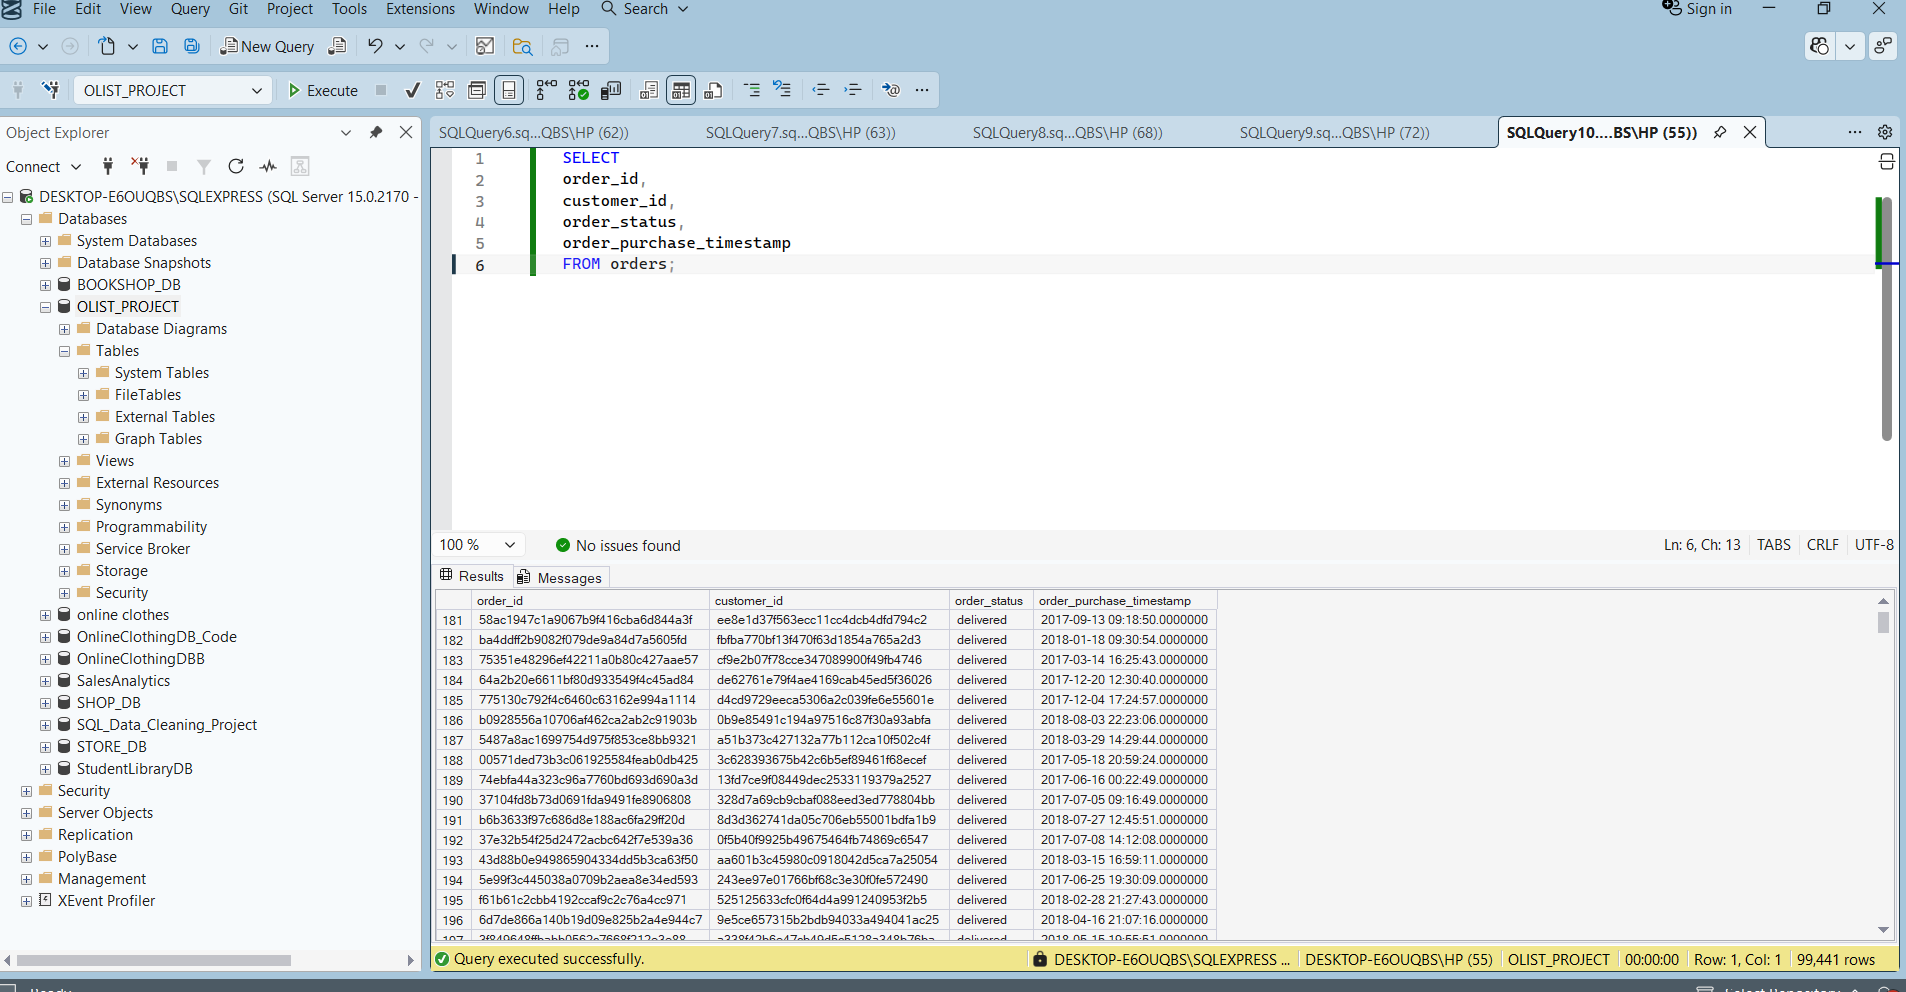 File Edit View Query Git Project Tools Extensions Window Help Search Sign in
New Query
OLIST_PROJECT Execute
Object Explorer
Connect
DESKTOP-E6OUQBS\SQLEXPRESS (SQL Server 15.0.2170 -
Databases
System Databases
Database Snapshots
BOOKSHOP_DB
OLIST_PROJECT
Database Diagrams
Tables
System Tables
FileTables
External Tables
Graph Tables
Views
External Resources
Synonyms
Programmability
Service Broker
Storage
Security
online clothes
OnlineClothingDB_Code
OnlineClothingDBB
SalesAnalytics
SHOP_DB
SQL_Data_Cleaning_Project
STORE_DB
StudentLibraryDB
Security
Server Objects
Replication
PolyBase
Management
XEvent Profiler
SQLQuery6.sq...QBS\HP (62)) SQLQuery7.sq...QBS\HP (63)) SQLQuery8.sq...QBS\HP (68)) SQLQuery9.sq...QBS\HP (72)) SQLQuery10....BS\HP (55))
1 SELECT
2 order_id,
3 customer_id,
4 order_status,
5 order_purchase_timestamp
6 FROM orders;
100 % No issues found Ln: 6, Ch: 13 TABS CRLF UTF-8
Results Messages
order_id customer_id order_status order_purchase_timestamp
181 58ac1947c1a9067b9f416cba6d844a3f ee8e1d37f563ecc11cc4dcb4dfd794c2 delivered 2017-09-13 09:18:50.0000000
182 ba4ddff2b9082f079de9a84d7a5605fd fbfba770bf13f470f63d1854a765a2d3 delivered 2018-01-18 09:30:54.0000000
183 75351e48296ef42211a0b80c427aae57 cf9e2b07f78cce347089900f49fb4746 delivered 2017-03-14 16:25:43.0000000
184 64a2b20e6611bf80d933549f4c45ad84 de62761e79f4ae4169cab45ed5f36026 delivered 2017-12-20 12:30:40.0000000
185 775130c792f4c6460c63162e994a1114 d4cd9729eeca5306a2c039fe6e55601e delivered 2017-12-04 17:24:57.0000000
186 b0928556a10706af462ca2ab2c91903b 0b9e85491c194a97516c87f30a93abfa delivered 2018-08-03 22:23:06.0000000
187 5487a8ac1699754d975f853ce8bb9321 a51b373c427132a77b112ca10f502c4f delivered 2018-03-29 14:29:44.0000000
188 00571ded73b3c061925584feab0db425 3c628393675b42c6b5ef89461f68ecef delivered 2017-05-18 20:59:24.0000000
189 74ebfa44a323c96a7760bd693d690a3d 13fd7ce9f08449dec2533119379a2527 delivered 2017-06-16 00:22:49.0000000
190 37104fd8b73d0691fda9491fe8906808 328d7a69cb9cbaf088eed3ed778804bb delivered 2017-07-05 09:16:49.0000000
191 b6b3633f97c686d8e188ac6fa29ff20d 8d3d362741da05c706eb55001bdfa1b9 delivered 2018-07-27 12:45:51.0000000
192 37e32b54f25d2472acbc642f7e539a36 0f5b40f9925b49675464fb74869c6547 delivered 2017-07-08 14:12:08.0000000
193 43d88b0e949865904334dd5b3ca63f50 aa601b3c45980c0918042d5ca7a25054 delivered 2018-03-15 16:59:11.0000000
194 5e99f3c445038a0709b2aea8e34ed593 243ee97e01766bf68c3e30f0fe572490 delivered 2017-06-25 19:30:09.0000000
195 f61b61c2cbb4192ccaf9c2c76a4cc971 525125633cfc0f64d4a991240953f2b5 delivered 2018-02-28 21:27:43.0000000
196 6d7de866a140b19d09e825b2a4e944c7 9e5ce657315b2bdb94033a494041ac25 delivered 2018-04-16 21:07:16.0000000
197 delivered 2018-05-15 19:55:51.0000000
Query executed successfully. DESKTOP-E6OUQBS\SQLEXPRESS ... DESKTOP-E6OUQBS\HP (55) OLIST_PROJECT 00:00:00 Row: 1, Col: 1 99,441 rows
Ready Select Repository